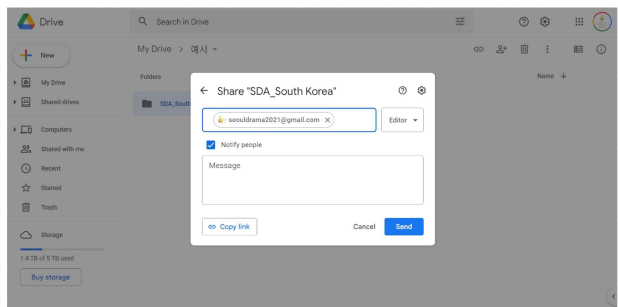 Drive
Search in Drive
New
My Drive > 예시
My Drive
Shared drives
Computers
Shared with me
Recent
Starred
Trash
Storage
1.4 TB of 5 TB used
Buy storage
Folders
Name
SDA_South
Share "SDA_South Korea"
seouldrama2021@gmail.com
Editor
Notify people
Message
Copy link
Cancel
Send